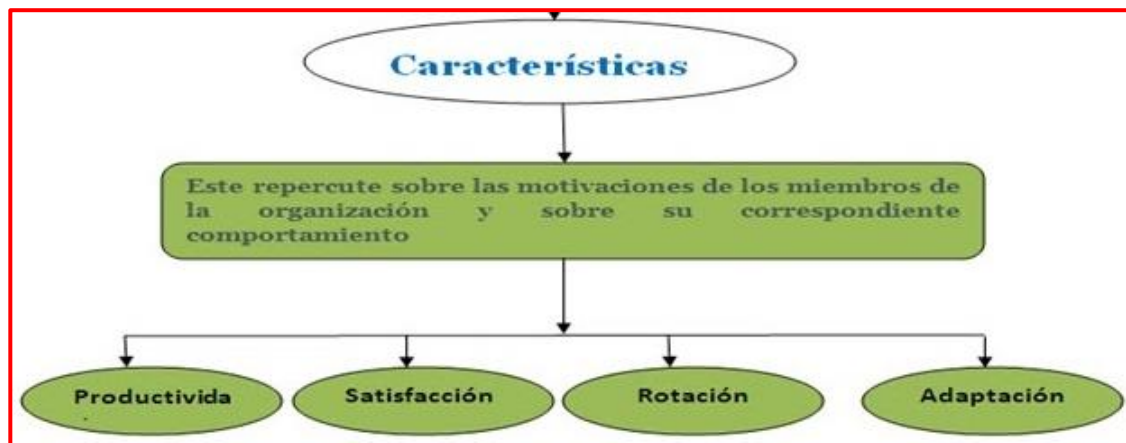 Características
Este repercute sobre las motivaciones de los miembros de
la organización y sobre su correspondiente
comportamiento
Productivida Satisfacción Rotación Adaptación